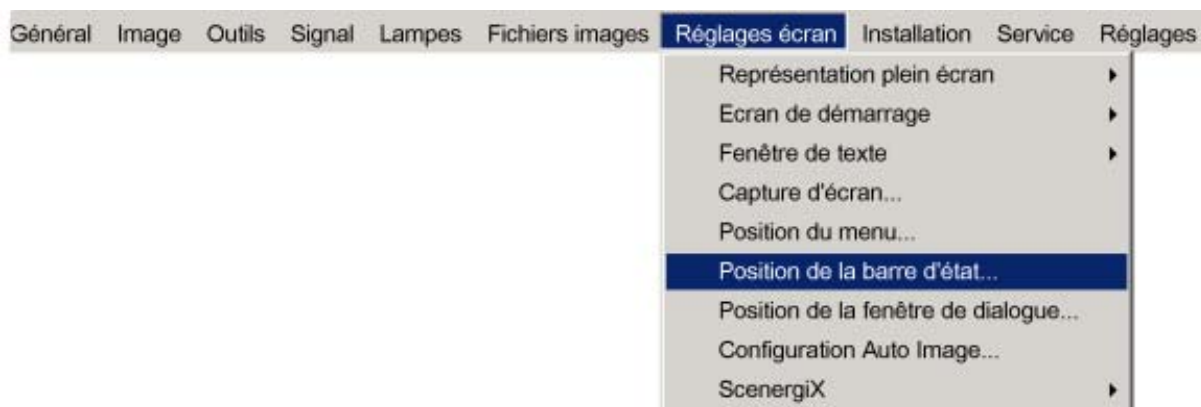 Général Image Outils Signal Lampes Fichiers images Réglages écran Installation Service Réglages
Représentation plein écran
Ecran de démarrage
Fenêtre de texte
Capture d'écran...
Position du menu...
Position de la barre d'état...
Position de la fenêtre de dialogue...
Configuration Auto Image...
ScenergiX